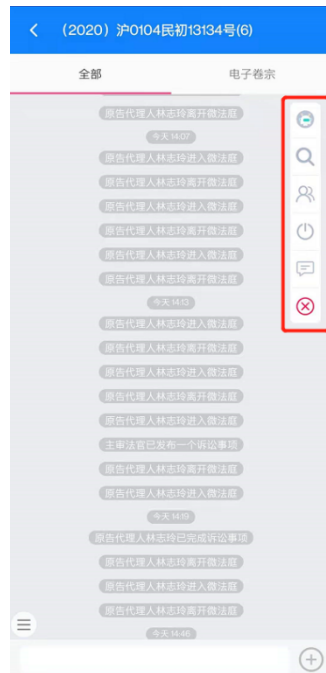 （2020）沪0104民初13134号(6)
全部
电子卷宗
原告代理人林志玲离开微法庭
今天 14:07
原告代理人林志玲进入微法庭
原告代理人林志玲离开微法庭
原告代理人林志玲进入微法庭
原告代理人林志玲离开微法庭
原告代理人林志玲进入微法庭
原告代理人林志玲离开微法庭
今天 14:13
原告代理人林志玲进入微法庭
原告代理人林志玲离开微法庭
原告代理人林志玲进入微法庭
原告代理人林志玲离开微法庭
原告代理人林志玲进入微法庭
主审法官已发布一个诉讼事项
原告代理人林志玲离开微法庭
原告代理人林志玲进入微法庭
今天 14:19
原告代理人林志玲已完成诉讼事项
原告代理人林志玲离开微法庭
原告代理人林志玲进入微法庭
原告代理人林志玲离开微法庭
今天 14:46